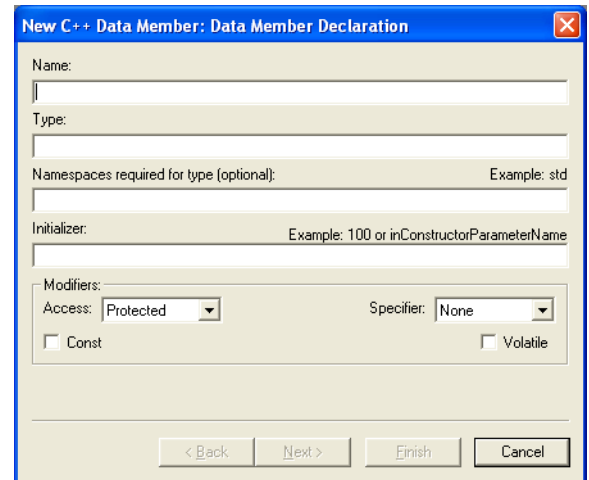 New C++ Data Member: Data Member Declaration
Name:
Type:
Namespaces required for type (optional): Example: std
Initializer: Example: 100 or inConstructorParameterName
Modifiers:
Access: Protected Specifier: None
Const Volatile
< Back Next > Finish Cancel